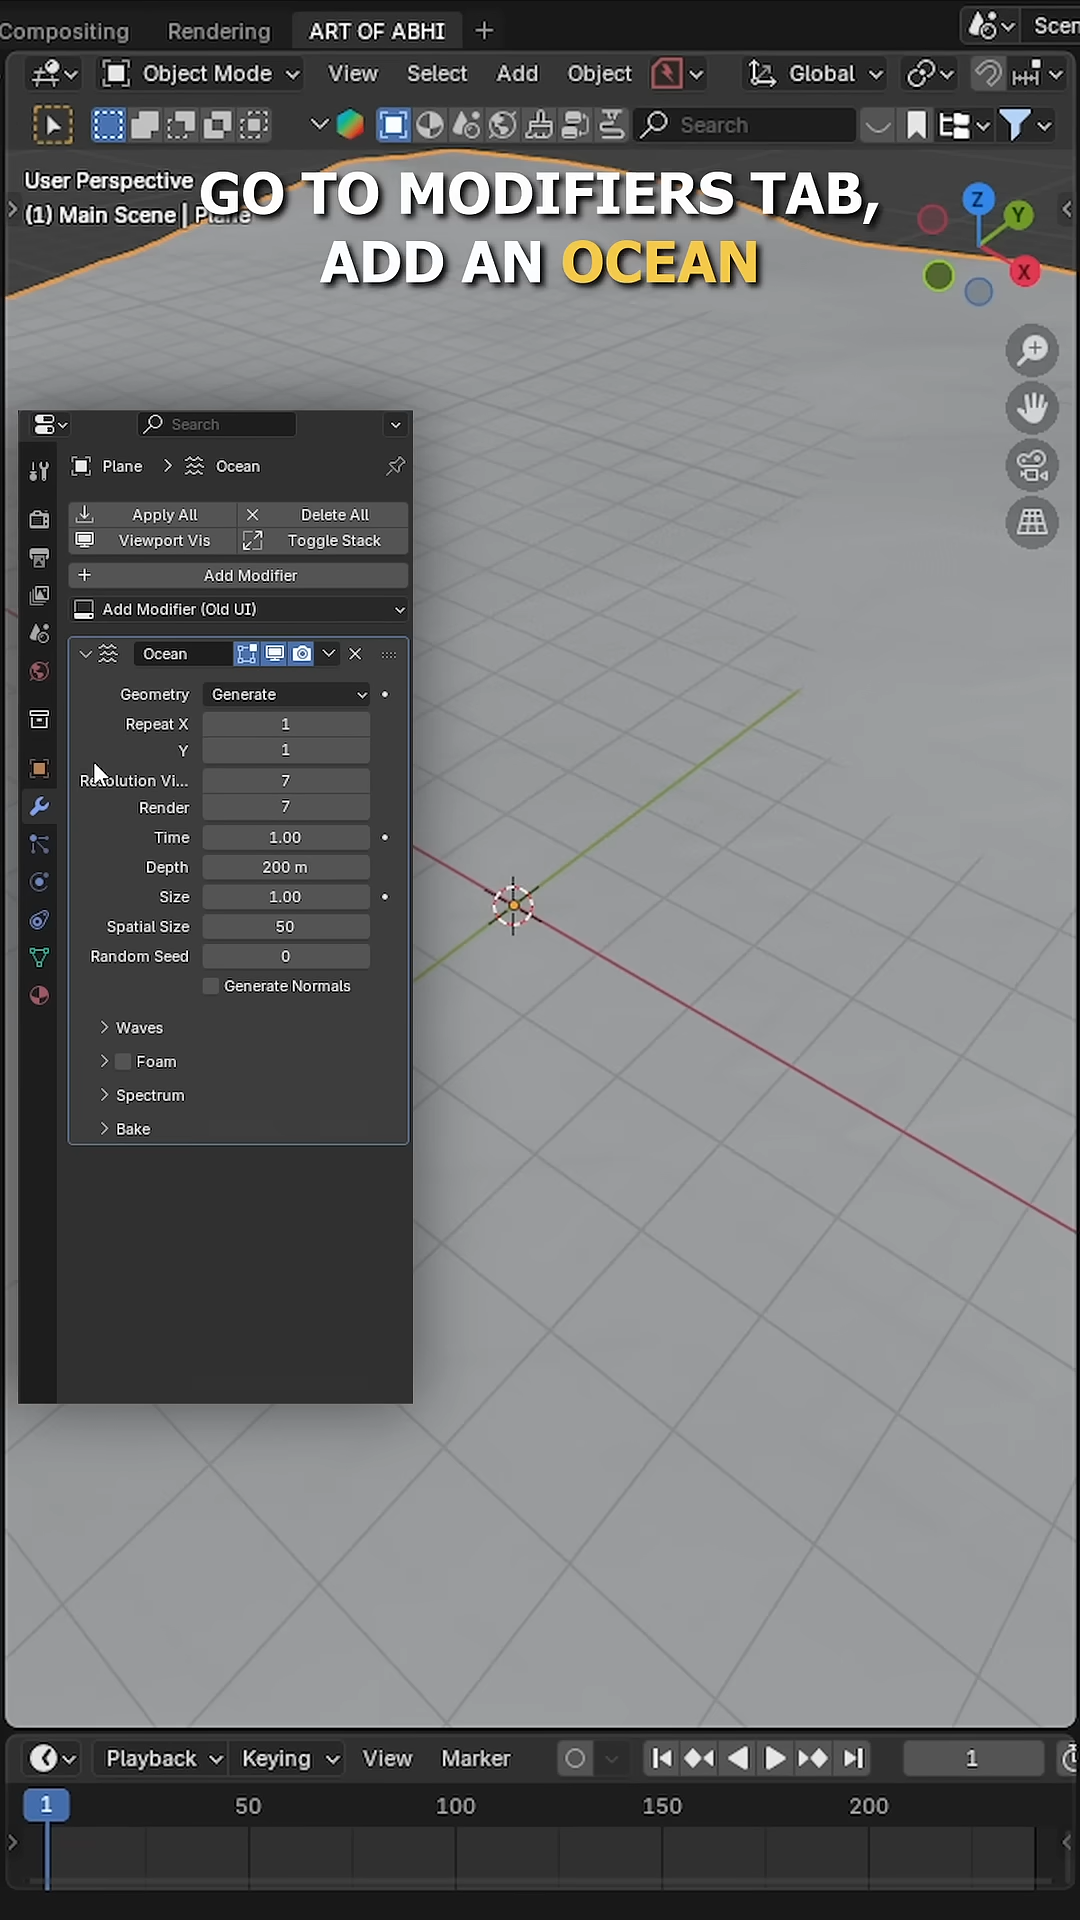 Compositing Rendering ART OF ABHI + Scen
Object Mode View Select Add Object Global
Search
User Perspective
(1) Main Scene | Plane
GO TO MODIFIERS TAB,
ADD AN OCEAN
Z
Y
X
Search
Plane > Ocean
Apply All Delete All
Viewport Vis Toggle Stack
Add Modifier
Add Modifier (Old UI)
Ocean
Geometry Generate
Repeat X 1
Y 1
Resolution Vi... 7
Render 7
Time 1.00
Depth 200 m
Size 1.00
Spatial Size 50
Random Seed 0
Generate Normals
Waves
Foam
Spectrum
Bake
Playback Keying View Marker 1
1 50 100 150 200